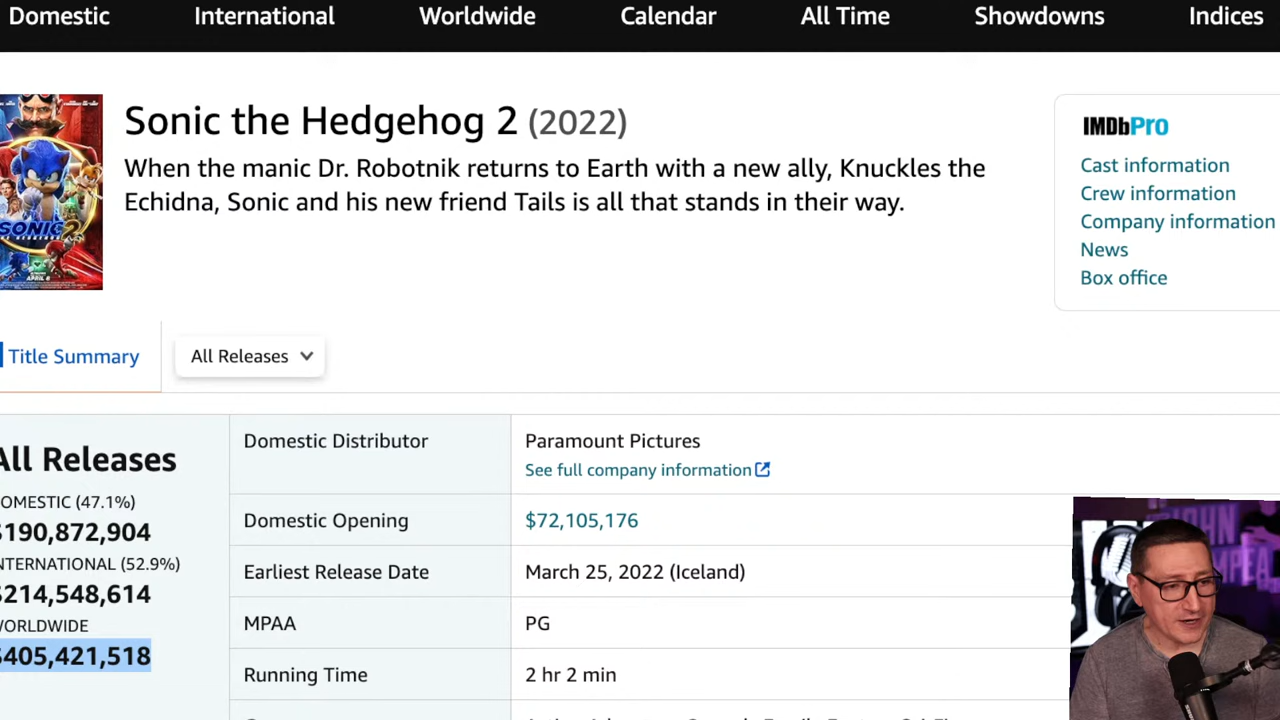 Domestic International Worldwide Calendar All Time Showdowns Indices
Sonic the Hedgehog 2 (2022)
When the manic Dr. Robotnik returns to Earth with a new ally, Knuckles the
Echidna, Sonic and his new friend Tails is all that stands in their way.
IMDbPro
Cast information
Crew information
Company information
News
Box office
SONIC 2
APRIL 8
Title Summary
All Releases
All Releases
OMESTIC (47.1%)
$190,872,904
NTERNATIONAL (52.9%)
$214,548,614
WORLDWIDE
$405,421,518
Domestic Distributor
Paramount Pictures
See full company information
Domestic Opening
$72,105,176
Earliest Release Date
March 25, 2022 (Iceland)
MPAA
PG
Running Time
2 hr 2 min